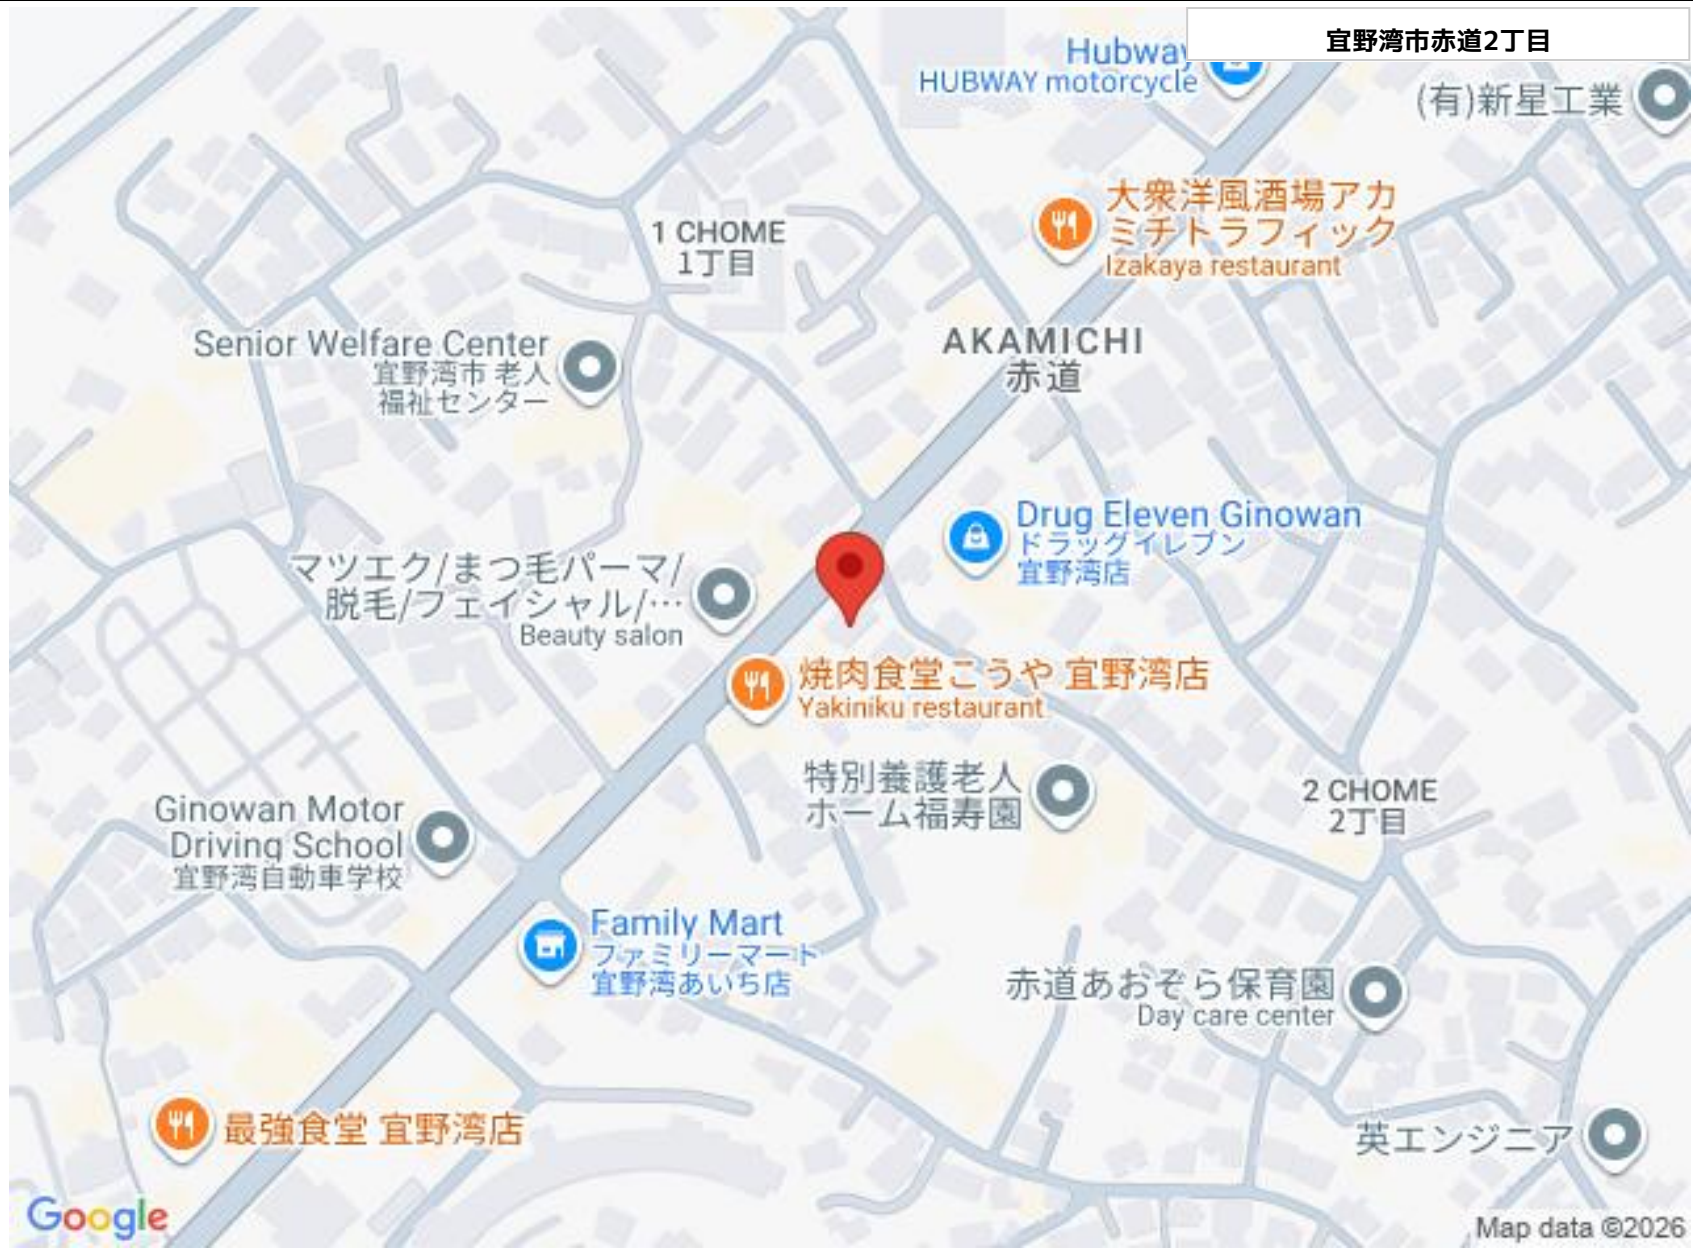 宜野湾市赤道2丁目
Hubway
HUBWAY motorcycle
(有)新星工業
大衆洋風酒場アカ
ミチトラフィック
Izakaya restaurant
1 CHOME
1丁目
AKAMICHI
赤道
Senior Welfare Center
宜野湾市 老人
福祉センター
Drug Eleven Ginowan
ドラッグイレブン
宜野湾店
マツエク/まつ毛パーマ/
脱毛/フェイシャル/…
Beauty salon
焼肉食堂こうや 宜野湾店
Yakiniku restaurant
特別養護老人
ホーム福寿園
2 CHOME
2丁目
Ginowan Motor
Driving School
宜野湾自動車学校
Family Mart
ファミリーマート
宜野湾あいち店
赤道あおぞら保育園
Day care center
最強食堂 宜野湾店
英エンジニア
Google
Map data ©2026